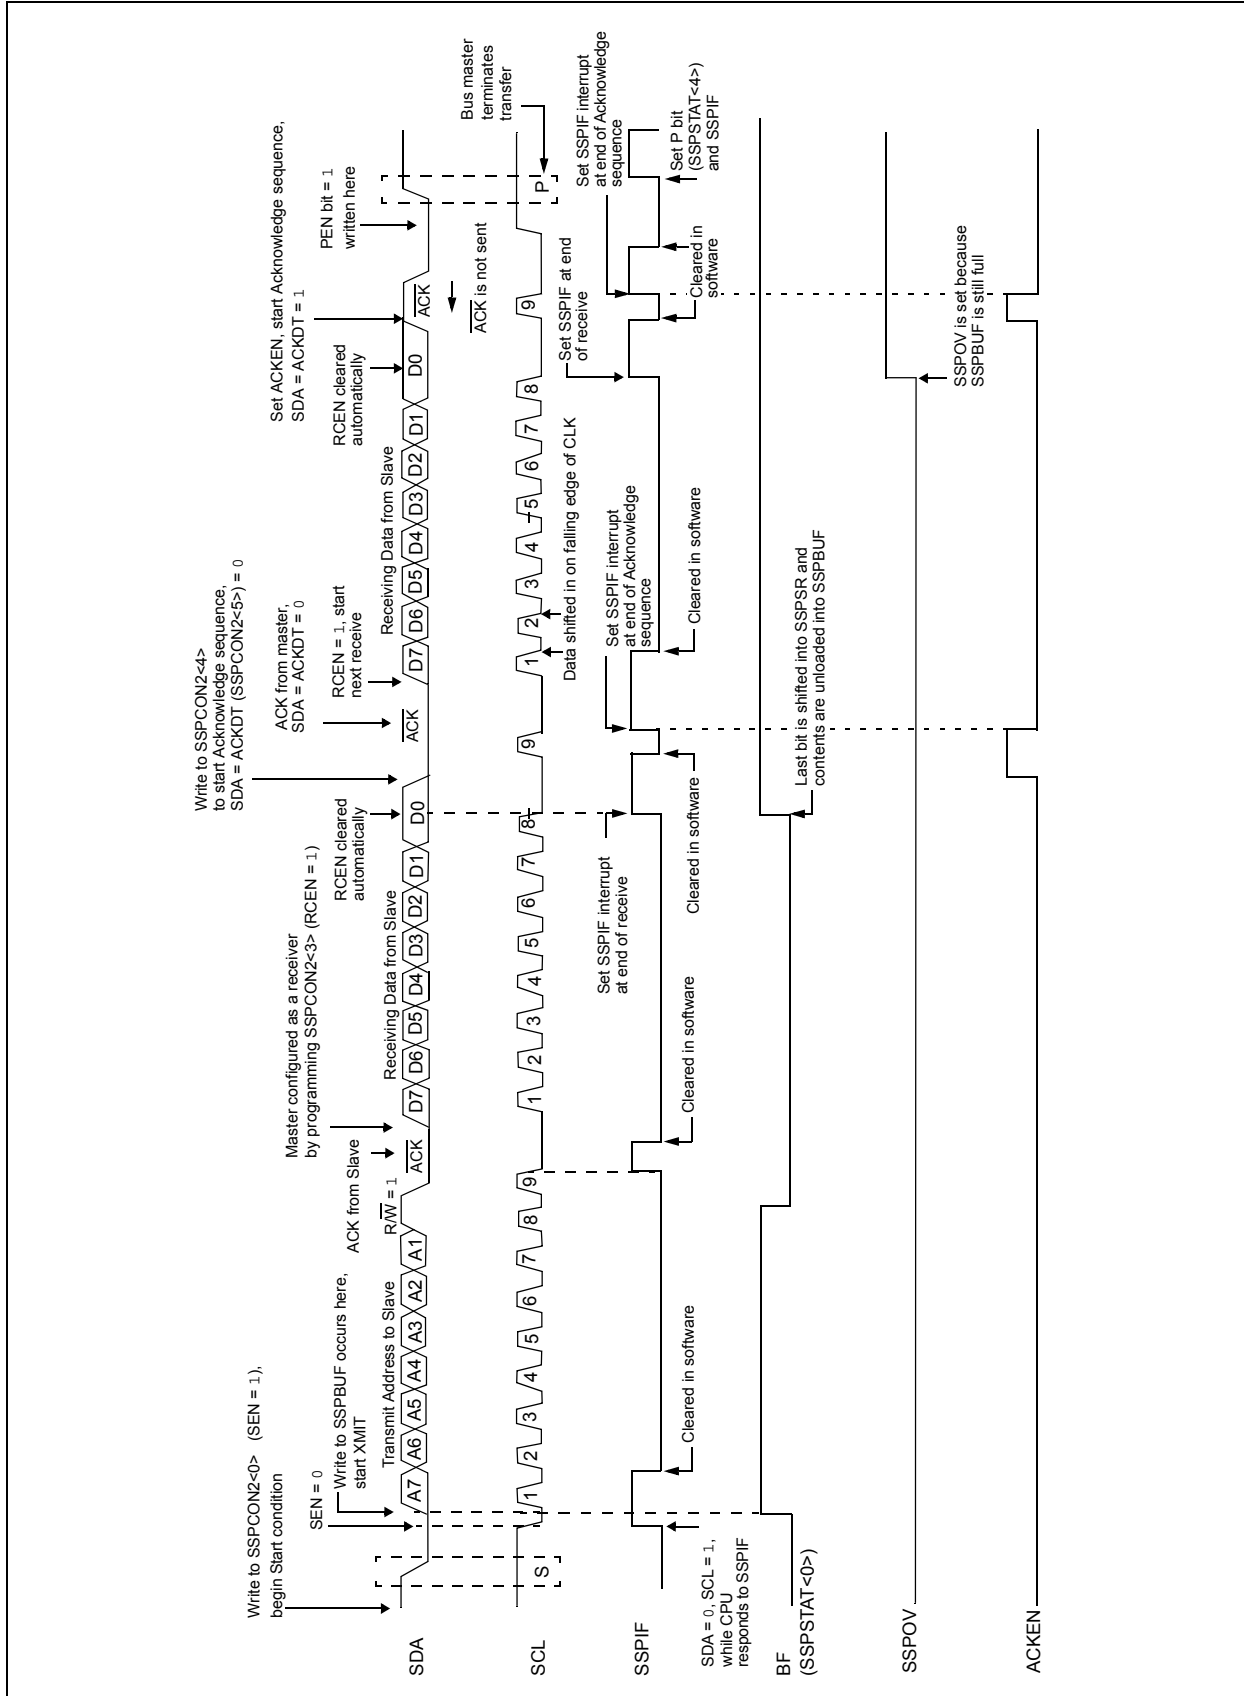 Write to SSPCON2<4>
to start Acknowledge sequence,
SDA = ACKDT (SSPCON2<5>) = 0
Write to SSPCON2<0> (SEN = 1),
begin Start condition
Master configured as a receiver
by programming SSPCON2<3> (RCEN = 1)
ACK from master,
SDA = ACKDT = 0
Set ACKEN, start Acknowledge sequence,
SDA = ACKDT = 1
SEN = 0
Write to SSPBUF occurs here,
start XMIT
ACK from Slave
RCEN cleared
automatically
RCEN = 1, start
next receive
RCEN cleared
automatically
PEN bit = 1
written here
Transmit Address to Slave
R/W = 1
Receiving Data from Slave
Receiving Data from Slave
SDA
A7 A6 A5 A4 A3 A2 A1
ACK
D7 D6 D5 D4 D3 D2 D1 D0
ACK
D7 D6 D5 D4 D3 D2 D1 D0
ACK
ACK is not sent
Bus master
terminates
transfer
SCL
S
1 2 3 4 5 6 7 8 9
1 2 3 4 5 6 7 8
9
1 2 3 4 5 6 7 8
9
P
Data shifted in on falling edge of CLK
Set SSPIF interrupt
at end of receive
Set SSPIF interrupt
at end of Acknowledge
sequence
Set SSPIF at end
of receive
Set SSPIF interrupt
at end of Acknowledge
sequence
SSPIF
SDA = 0, SCL = 1,
while CPU
responds to SSPIF
Cleared in software
Cleared in software
Cleared in software
Cleared in software
Cleared in
software
Set P bit
(SSPSTAT<4>)
and SSPIF
BF
(SSPSTAT<0>)
Last bit is shifted into SSPSR and
contents are unloaded into SSPBUF
SSPOV
SSPOV is set because
SSPBUF is still full
ACKEN